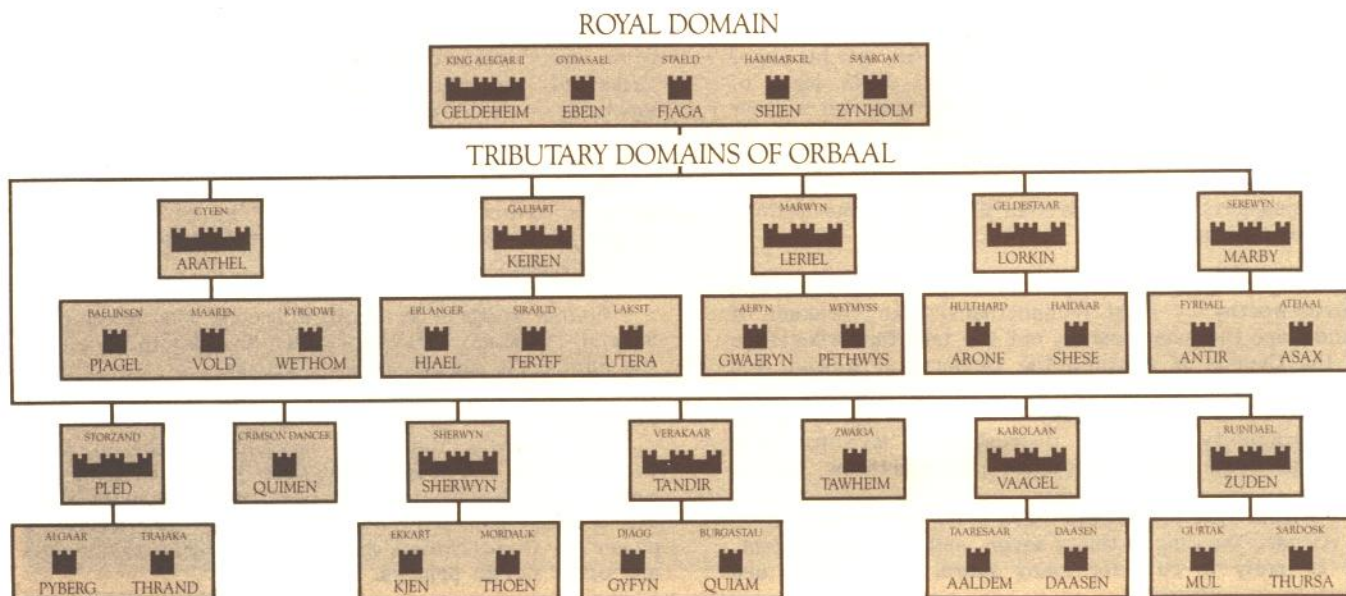 ROYAL DOMAIN
KING ALEGAR II GYDASAEL STAELD HAMMARKEL SAARGAX
GELDEHEIM EBEIN FJAGA SHIEN ZYNHOLM
TRIBUTARY DOMAINS OF ORBAAL
CYEEN GALBART MARWYN GELDESTAAR SEREWYN
ARATHEL KEIREN LERIEL LORKIN MARBY
BAELINSEN MAAREN KYRODWE ERLANGER SIRAJUD LAKSIT AERYN WEYMYSS HULTHARD HAIDAAR FYRDAEL ATEIAAL
PJAGEL VOLD WETHOM HJAEL TERYFF UTERA GWAERYN PETHWYS ARONE SHESE ANTIR ASAX
STORZAND CRIMSON DANCER SHERWYN VERAKAAR ZWAIGA KAROLAAN RUINDAEL
PLED QUIMEN SHERWYN TANDIR TAWHEIM VAAGEL ZUDEN
ALGAAR TRAJAKA EKKART MORDAUK DJAGG BURGASTAU TAARESAAR DAASEN GURTAK SARDOSK
PYBERG THRAND KJEN THOEN GYFYN QUIAM AALDEM DAASEN MUL THURSA